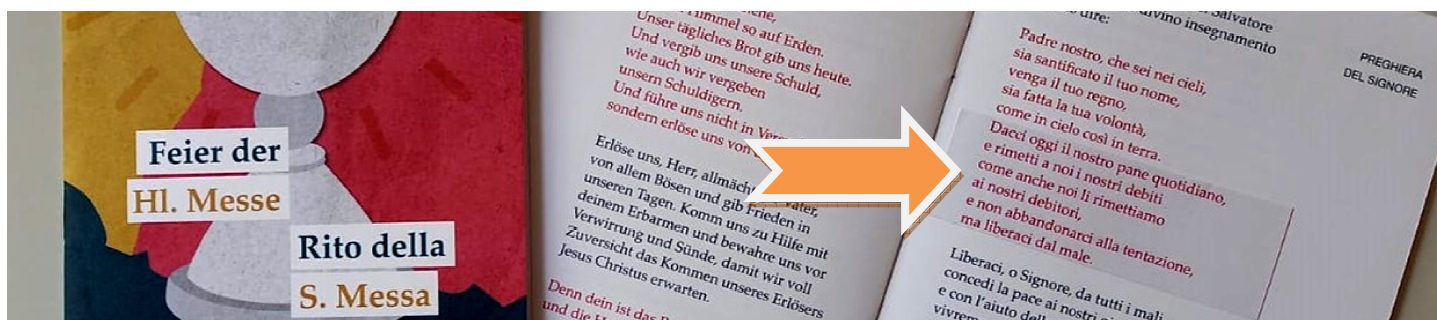 Feier der
Hl. Messe
Rito della
S. Messa
Himmel so auf Erden.
Unser tägliches Brot gib uns heute.
Und vergib uns unsere Schuld,
wie auch wir vergeben
unsern Schuldigern.
Und führe uns nicht in
sondern erlöse uns von
Erlöse uns, Herr,
von allem Bösen und gib Frieden in
unseren Tagen. Komm uns zu Hilfe mit
deinem Erbarmen und bewahre uns vor
Verwirrung und Sünde, damit wir voll
Zuversicht das Kommen unseres Erlösers
Jesus Christus erwarten.
Denn dein ist das
und die
Salvatore
divino insegnamento
dire:
PREGHIERA
DEL SIGNORE
Padre nostro, che sei nei cieli,
sia santificato il tuo nome,
venga il tuo regno,
sia fatta la tua volontà,
come in cielo così in terra.
Dacci oggi il nostro pane quotidiano,
e rimetti a noi i nostri debiti
come anche noi li rimettiamo
ai nostri debitori,
e non abbandonarci alla tentazione,
ma liberaci dal male.
Liberaci, o Signore, da tutti i mali,
concedi la pace ai nostri
e con l'aiuto della